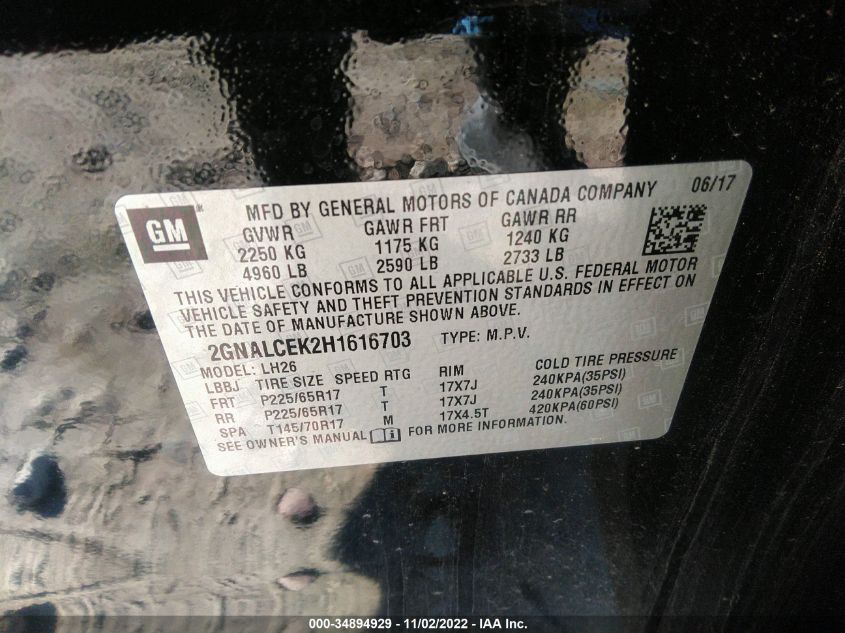 GM MFD BY GENERAL MOTORS OF CANADA COMPANY 06/17
GVWR GAWR FRT GAWR RR
2250 KG 1175 KG 1240 KG
4960 LB 2590 LB 2733 LB
THIS VEHICLE CONFORMS TO ALL APPLICABLE U.S. FEDERAL MOTOR
VEHICLE SAFETY AND THEFT PREVENTION STANDARDS IN EFFECT ON
THE DATE OF MANUFACTURE SHOWN ABOVE.
2GNALCEK2H1616703 TYPE: M.P.V.
MODEL: LH26
LBBJ TIRE SIZE SPEED RTG RIM COLD TIRE PRESSURE
FRT P225/65R17 T 17X7J 240KPA(35PSI)
RR P225/65R17 T 17X7J 240KPA(35PSI)
SPA T145/70R17 M 17X4.5T 420KPA(60PSI)
SEE OWNER'S MANUAL FOR MORE INFORMATION.
000-34894929 - 11/02/2022 - IAA Inc.